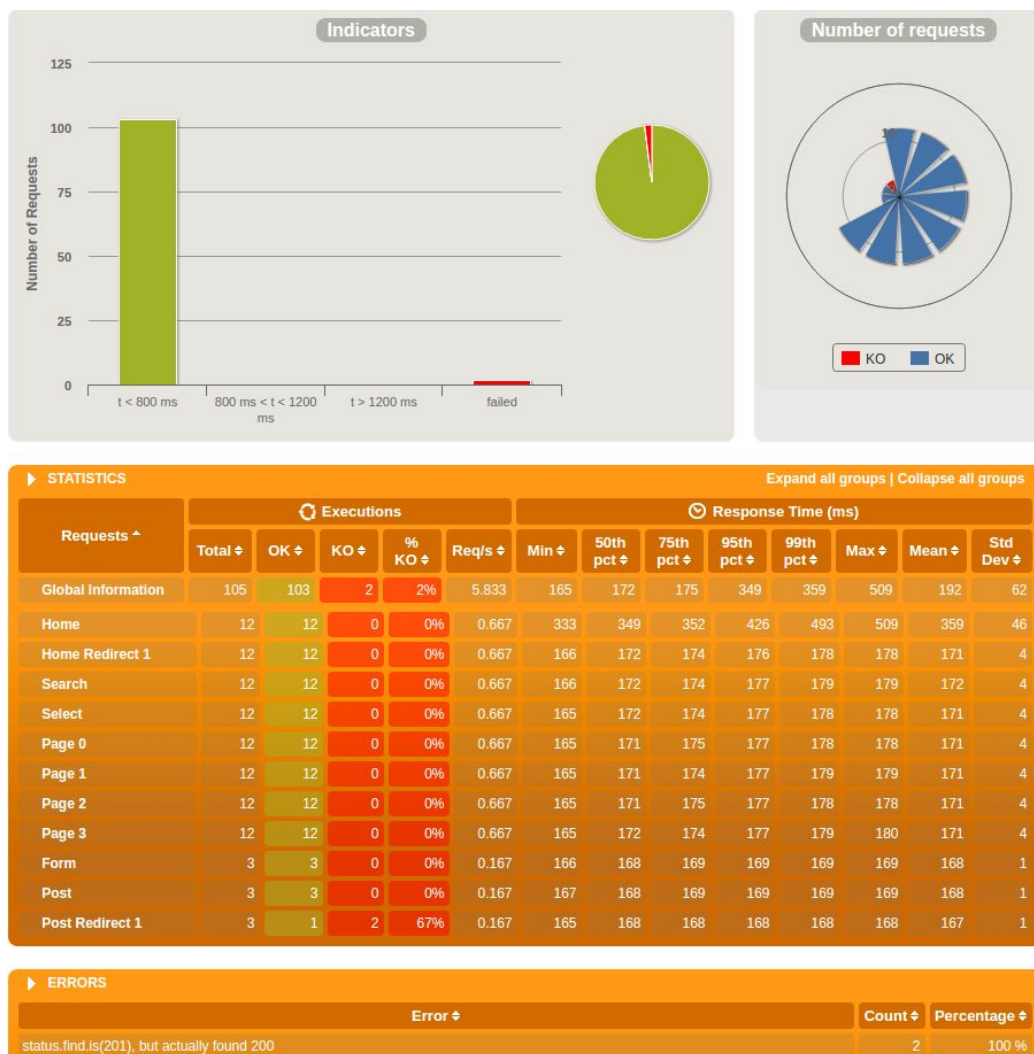 Indicators
Number of requests
125
100
75
50
25
0
Number of Requests
t < 800 ms
800 ms < t < 1200 ms
t > 1200 ms
failed
KO OK
STATISTICS Expand all groups | Collapse all groups
Requests Executions Response Time (ms)
Total OK KO % KO Req/s Min 50th pct 75th pct 95th pct 99th pct Max Mean Std Dev
Global Information 105 103 2 2% 5.833 165 172 175 349 359 509 192 62
Home 12 12 0 0% 0.667 333 349 352 426 493 509 359 46
Home Redirect 1 12 12 0 0% 0.667 166 172 174 176 178 178 171 4
Search 12 12 0 0% 0.667 166 172 174 177 179 179 172 4
Select 12 12 0 0% 0.667 165 172 174 177 178 178 171 4
Page 0 12 12 0 0% 0.667 165 171 175 177 178 178 171 4
Page 1 12 12 0 0% 0.667 165 171 174 177 179 179 171 4
Page 2 12 12 0 0% 0.667 165 171 175 177 178 178 171 4
Page 3 12 12 0 0% 0.667 165 172 174 177 179 180 171 4
Form 3 3 0 0% 0.167 166 168 169 169 169 169 168 1
Post 3 3 0 0% 0.167 167 168 169 169 169 169 168 1
Post Redirect 1 3 1 2 67% 0.167 165 168 168 168 168 168 167 1
ERRORS
Error Count Percentage
status.find.is(201), but actually found 200 2 100 %